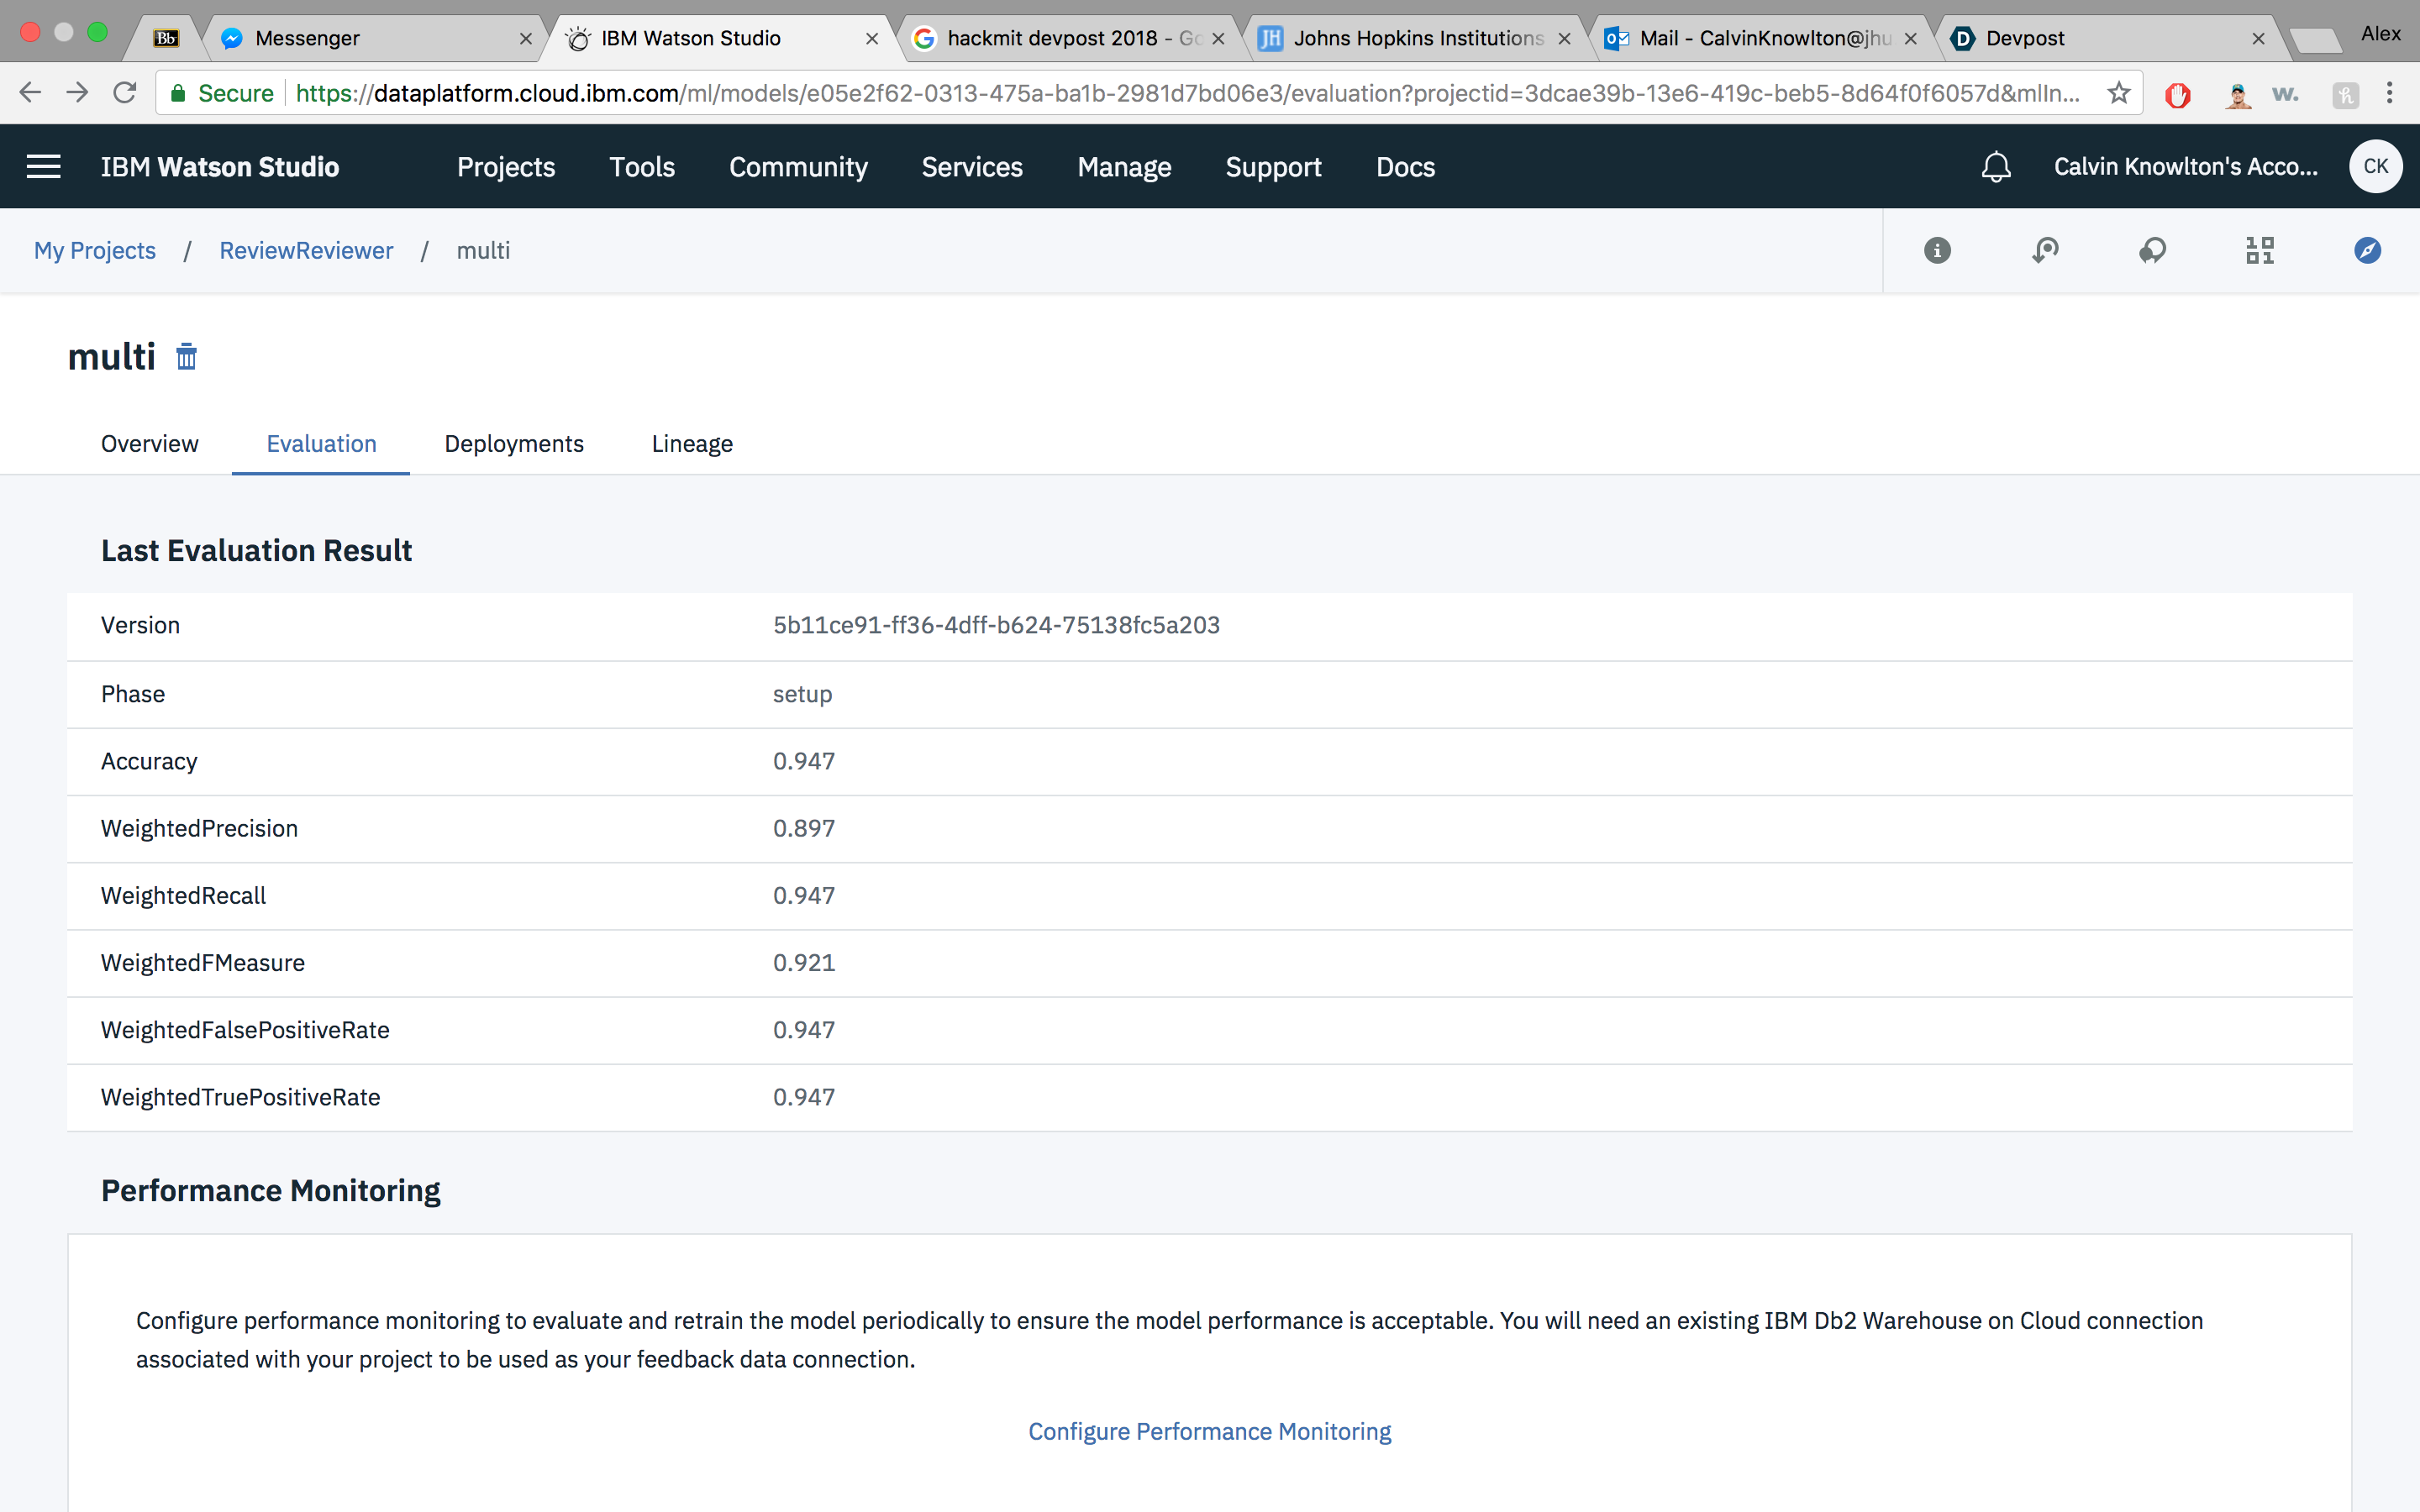 Bb
Messenger
IBM Watson Studio
hackmit devpost 2018 - Go
JH Johns Hopkins Institutions
Mail - CalvinKnowlton@jhu
D Devpost
Alex
Secure
https://dataplatform.cloud.ibm.com/ml/models/e05e2f62-0313-475a-ba1b-2981d7bd06e3/evaluation?projectid=3dcae39b-13e6-419c-beb5-8d64f0f6057d&mlIn...
w.
h
IBM Watson Studio
Projects
Tools
Community
Services
Manage
Support
Docs
Calvin Knowlton's Acco...
CK
My Projects / ReviewReviewer / multi
multi
Overview
Evaluation
Deployments
Lineage
Last Evaluation Result
Version 5b11ce91-ff36-4dff-b624-75138fc5a203
Phase setup
Accuracy 0.947
WeightedPrecision 0.897
WeightedRecall 0.947
WeightedFMeasure 0.921
WeightedFalsePositiveRate 0.947
WeightedTruePositiveRate 0.947
Performance Monitoring
Configure performance monitoring to evaluate and retrain the model periodically to ensure the model performance is acceptable. You will need an existing IBM Db2 Warehouse on Cloud connection
associated with your project to be used as your feedback data connection.
Configure Performance Monitoring